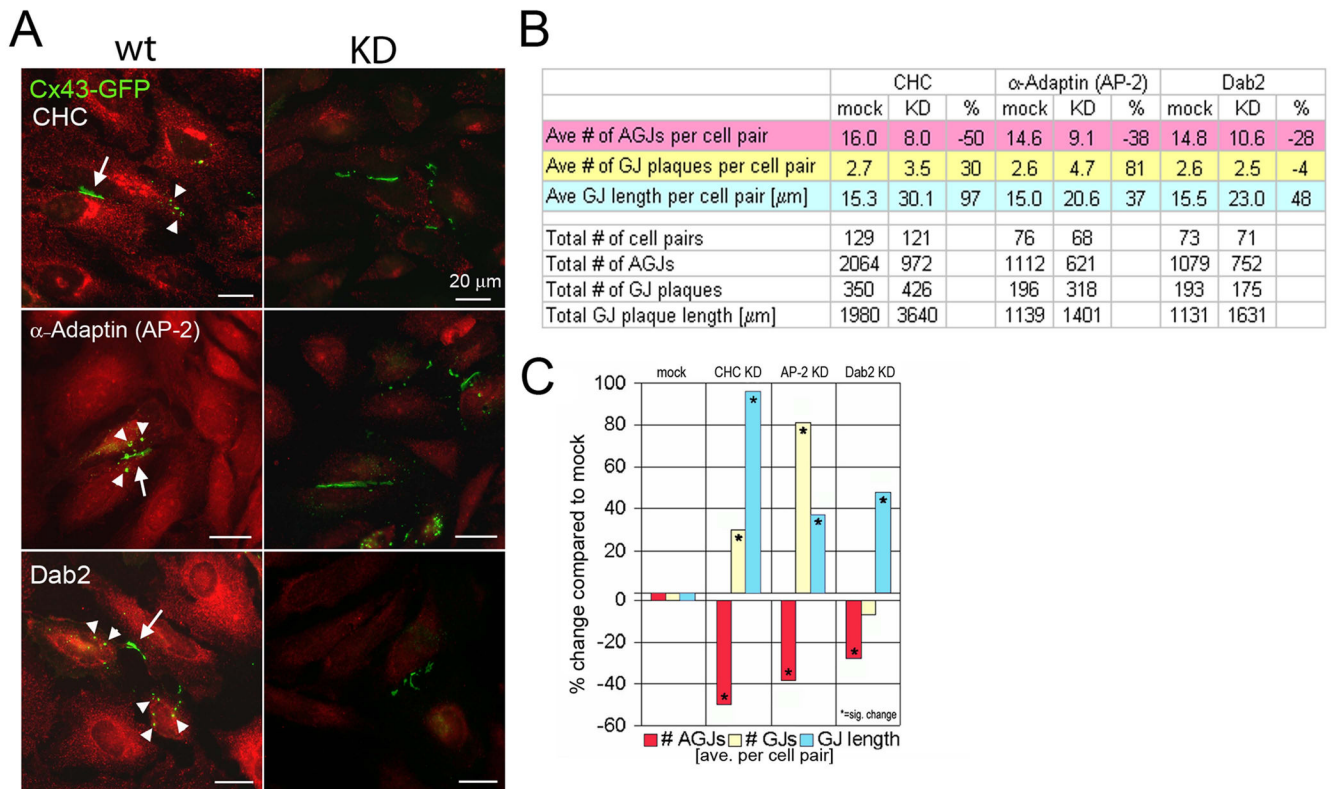 A
wt KD
Cx43-GFP
CHC
20 μm
α-Adaptin (AP-2)
Dab2
B
CHC α-Adaptin (AP-2) Dab2
mock KD % mock KD % mock KD %
Ave # of AGJs per cell pair 16.0 8.0 -50 14.6 9.1 -38 14.8 10.6 -28
Ave # of GJ plaques per cell pair 2.7 3.5 30 2.6 4.7 81 2.6 2.5 -4
Ave GJ length per cell pair [μm] 15.3 30.1 97 15.0 20.6 37 15.5 23.0 48
Total # of cell pairs 129 121 76 68 73 71
Total # of AGJs 2064 972 1112 621 1079 752
Total # of GJ plaques 350 426 196 318 193 175
Total GJ plaque length [μm] 1980 3640 1139 1401 1131 1631
C
mock CHC KD AP-2 KD Dab2 KD
% change compared to mock
100
80
60
40
20
0
-20
-40
-60
* * * * * * * *
*=sig. change
# AGJs # GJs GJ length
[ave. per cell pair]